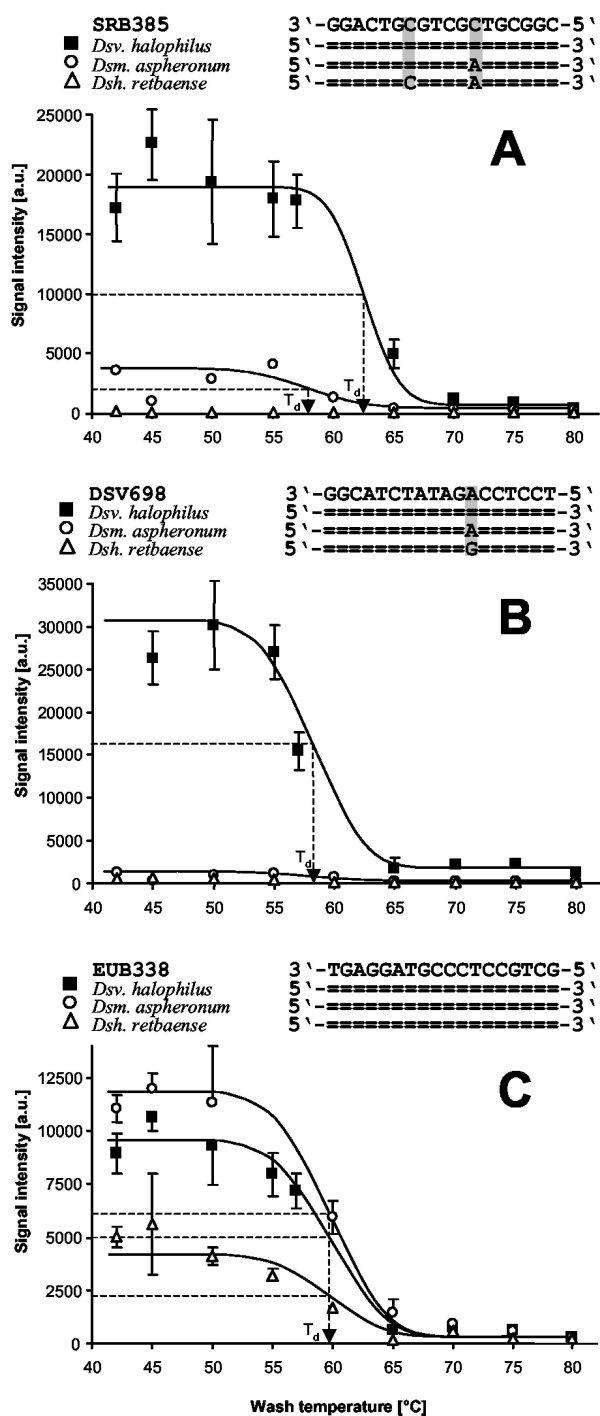 SRB385 3`-GGACTGCGTCGCTGCGGC-5`
■ Dsv. halophilus 5`-==================-3`
○ Dsm. aspheronum 5`-===========A======-3`
△ Dsh. retbaense 5`-======C====A======-3`
A
Signal intensity [a.u.]
25000
20000
15000
10000
5000
0
Td Td
40 45 50 55 60 65 70 75 80
DSV698 3`-GGCATCTATAGACCTCCT-5`
■ Dsv. halophilus 5`-==================-3`
○ Dsm. aspheronum 5`-===========A======-3`
△ Dsh. retbaense 5`-===========G======-3`
B
Signal intensity [a.u.]
35000
30000
25000
20000
15000
10000
5000
0
Td
40 45 50 55 60 65 70 75 80
EUB338 3`-TGAGGATGCCCTCCGTCG-5`
■ Dsv. halophilus 5`-==================-3`
○ Dsm. aspheronum 5`-==================-3`
△ Dsh. retbaense 5`-==================-3`
C
Signal intensity [a.u.]
12500
10000
7500
5000
2500
0
Td
40 45 50 55 60 65 70 75 80
Wash temperature [°C]